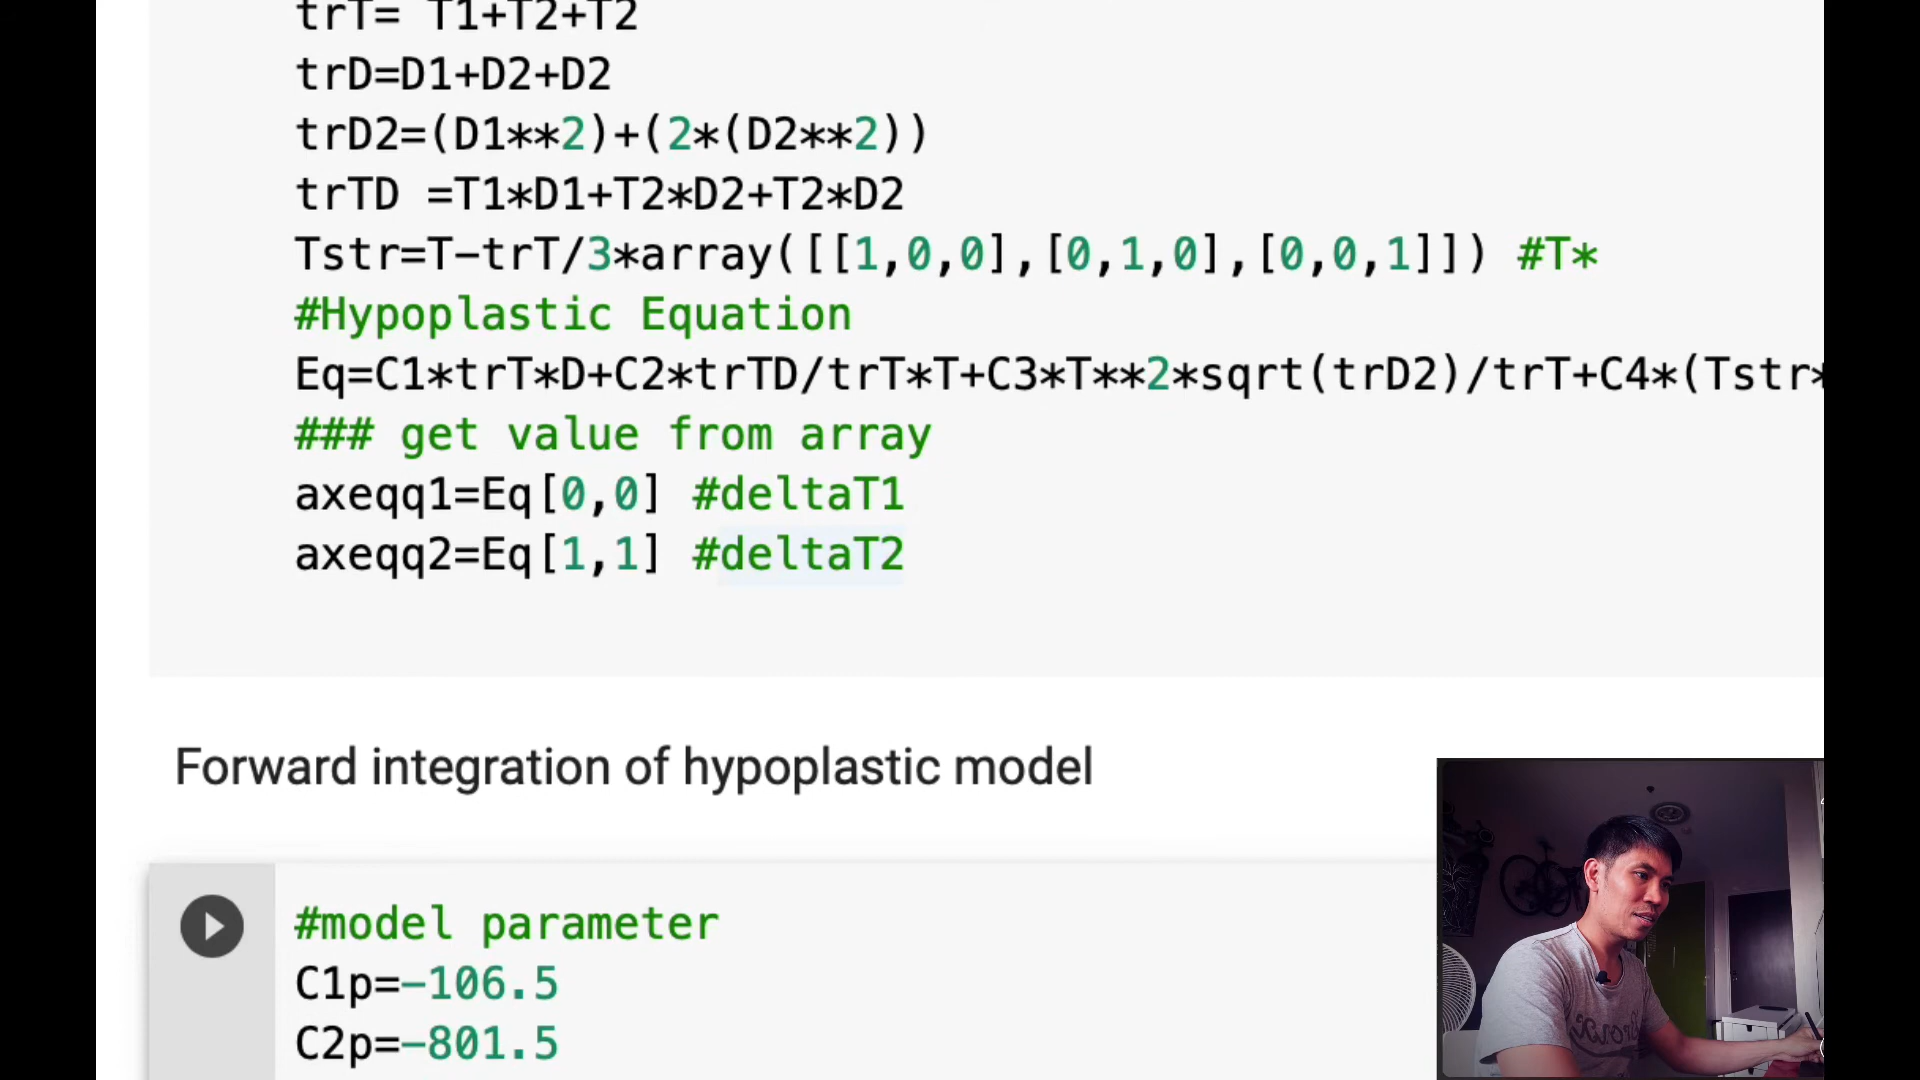 trT= T1+T2+T2
trD=D1+D2+D2
trD2=(D1**2)+(2*(D2**2))
trTD =T1*D1+T2*D2+T2*D2
Tstr=T-trT/3*array([[1,0,0],[0,1,0],[0,0,1]]) #T*
#Hypoplastic Equation
Eq=C1*trT*D+C2*trTD/trT*T+C3*T**2*sqrt(trD2)/trT+C4*(Tstr*
### get value from array
axeqq1=Eq[0,0] #deltaT1
axeqq2=Eq[1,1] #deltaT2
Forward integration of hypoplastic model
#model parameter
C1p=-106.5
C2p=-801.5